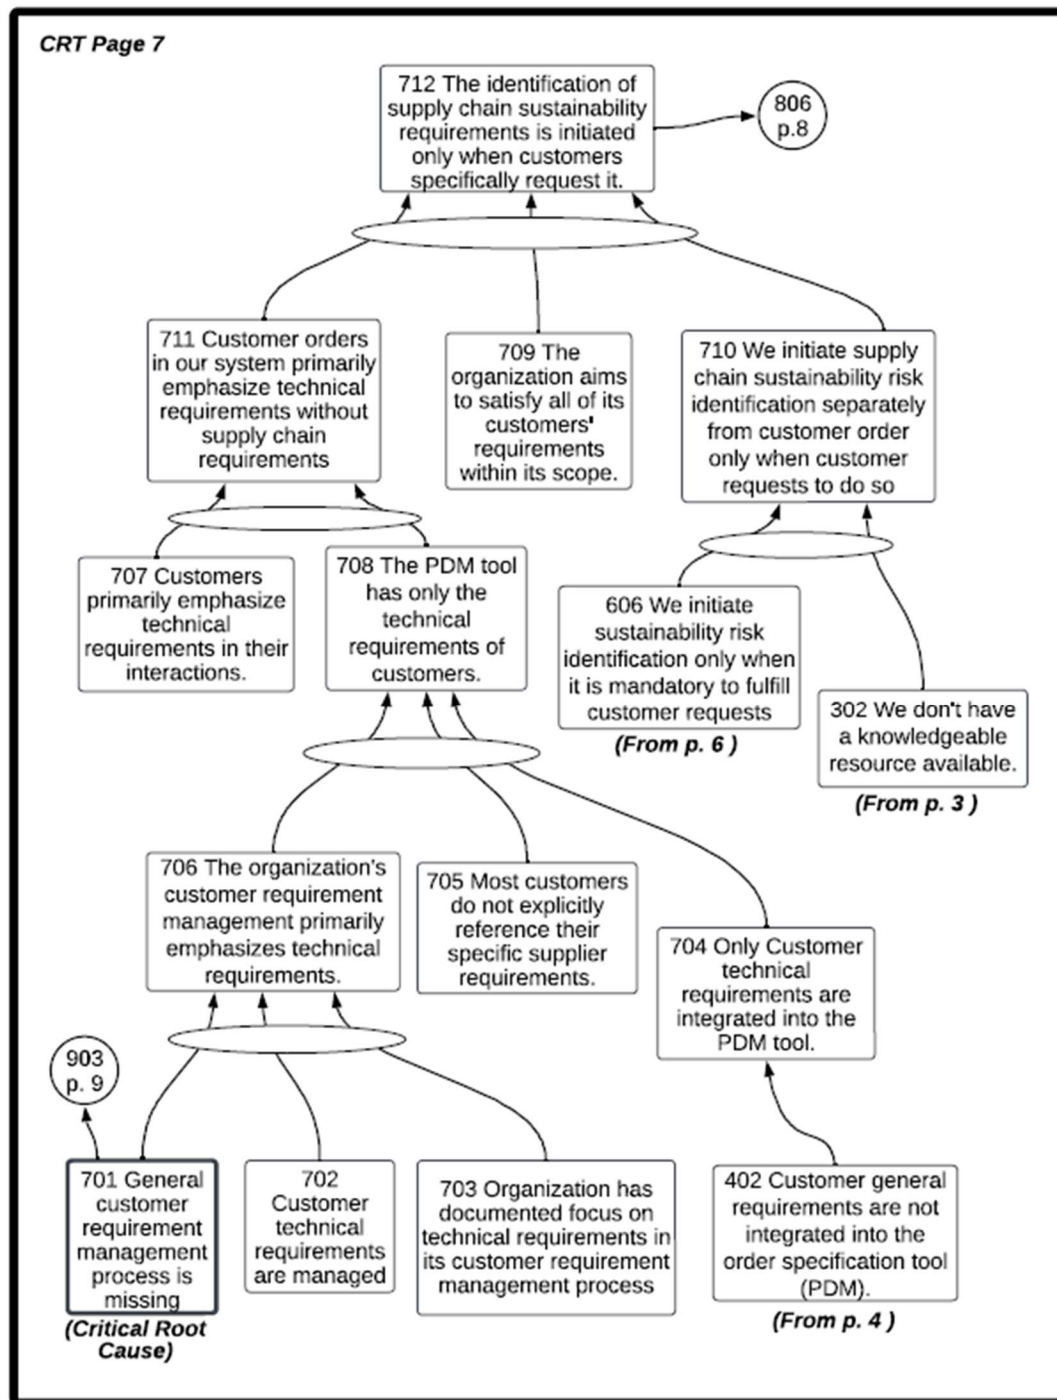 CRT Page 7
712 The identification of
supply chain sustainability
requirements is initiated
only when customers
specifically request it.
806
p.8
711 Customer orders
in our system primarily
emphasize technical
requirements without
supply chain
requirements
709 The
organization aims
to satisfy all of its
customers'
requirements
within its scope.
710 We initiate supply
chain sustainability risk
identification separately
from customer order
only when customer
requests to do so
707 Customers
primarily emphasize
technical
requirements in their
interactions.
708 The PDM tool
has only the
technical
requirements of
customers.
606 We initiate
sustainability risk
identification only when
it is mandatory to fulfill
customer requests
(From p. 6 )
302 We don't have
a knowledgeable
resource available.
(From p. 3 )
706 The organization's
customer requirement
management primarily
emphasizes technical
requirements.
705 Most customers
do not explicitly
reference their
specific supplier
requirements.
704 Only Customer
technical
requirements are
integrated into the
PDM tool.
903
p. 9
701 General
customer
requirement
management
process is
missing
(Critical Root
Cause)
702
Customer
technical
requirements
are managed
703 Organization has
documented focus on
technical requirements in
its customer requirement
management process
402 Customer general
requirements are not
integrated into the
order specification tool
(PDM).
(From p. 4 )